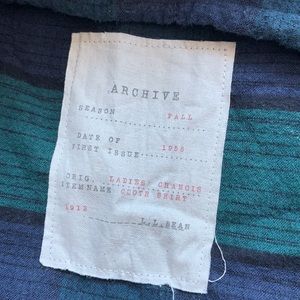 ARCHIVE
SEASON FALL
DATE OF
FIRST ISSUE 1958
ORIG. LADIES CHAMOIS
ITEMNAME CLOTH SHIRT
1912 L.L.BEAN